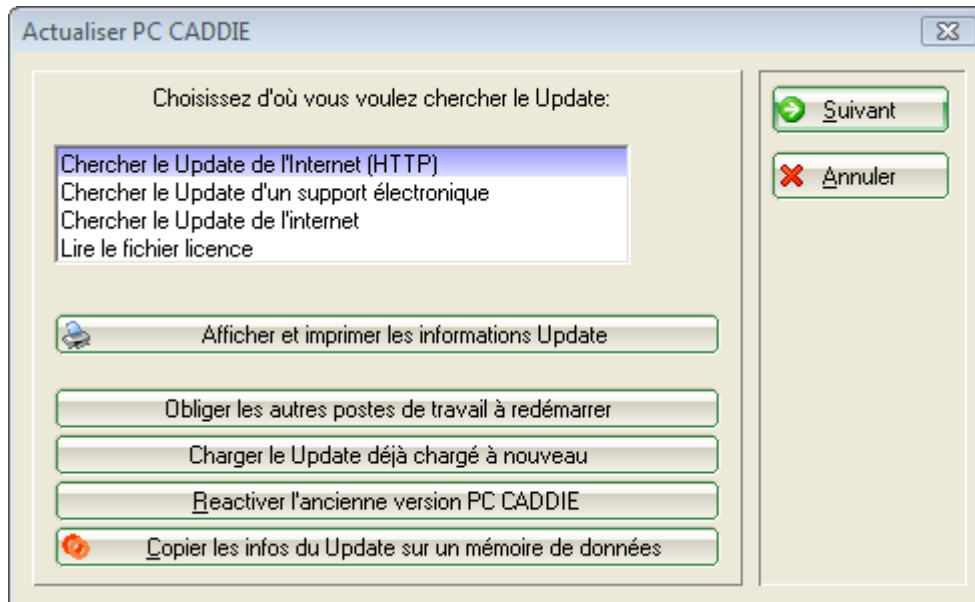 Actualiser PC CADDIE
Choisissez d'où vous voulez chercher le Update:
Chercher le Update de l'Internet (HTTP)
Chercher le Update d'un support électronique
Chercher le Update de l'internet
Lire le fichier licence
Afficher et imprimer les informations Update
Obliger les autres postes de travail à redémarrer
Charger le Update déjà chargé à nouveau
Reactiver l'ancienne version PC CADDIE
Copier les infos du Update sur un mémoire de données
Suivant
Annuler